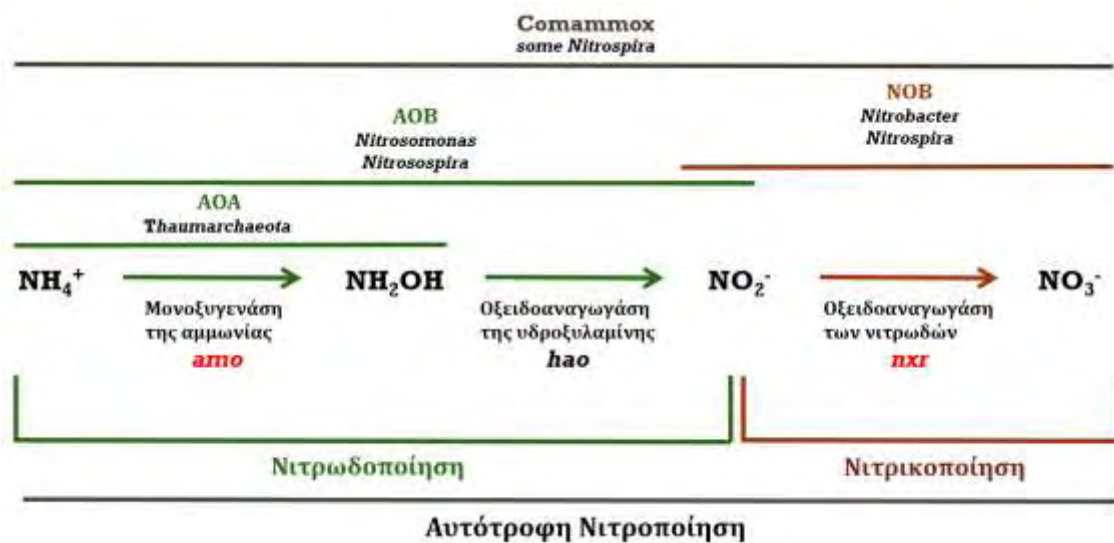 Comammox
some Nitrospira
NOB
Nitrobacter
Nitrospira
AOB
Nitrosomonas
Nitrosospira
AOA
Thaumarchaeota
NH₄⁺ NH₂OH NO₂⁻ NO₃⁻
Μονοξυγενάση
της αμμωνίας
amo
Οξειδοαναγωγάση
της υδροξυλαμίνης
hao
Οξειδοαναγωγάση
των νιτρωδών
nxr
Νιτρωδοποίηση
Νιτρικοποίηση
Αυτότροφη Νιτροποίηση